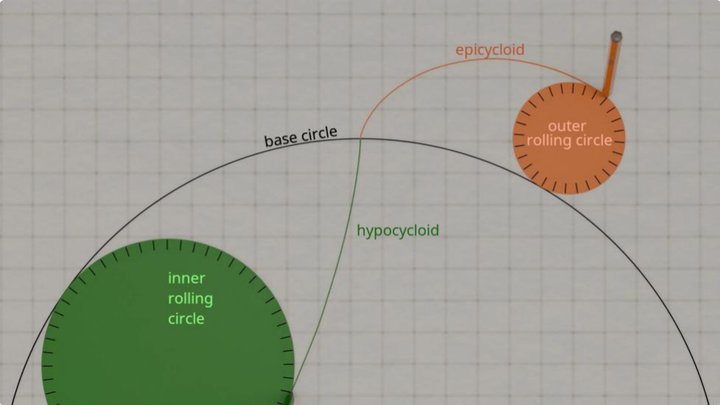 epicycloid
outer
rolling circle
base circle
hypocycloid
inner
rolling
circle